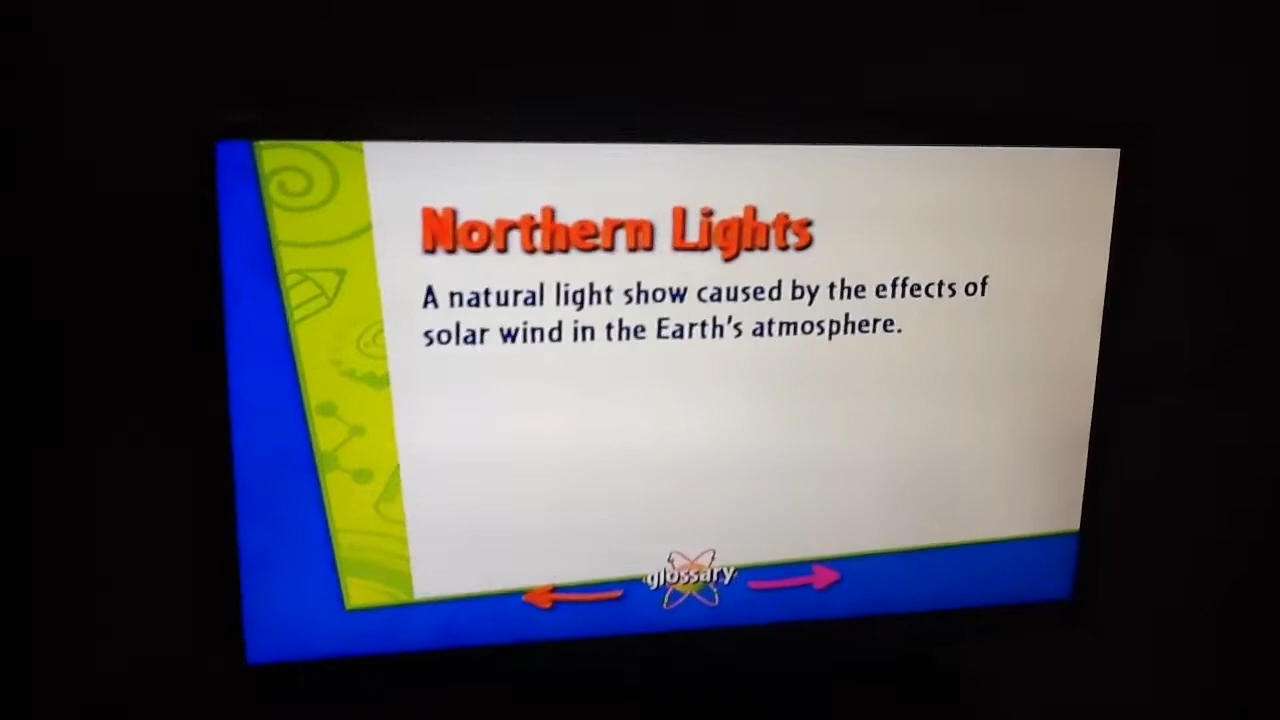 Northern Lights
A natural light show caused by the effects of
solar wind in the Earth's atmosphere.
glossary